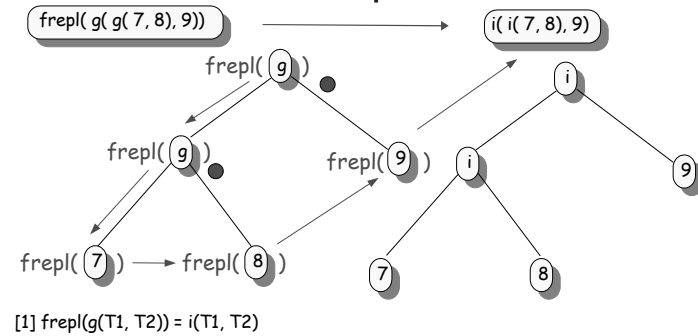 frepl( g( g( 7, 8), 9))
i( i( 7, 8), 9)
frepl( g )
i
frepl( g )
frepl( 9 )
i
9
frepl( 7 )
frepl( 8 )
7
8
[1] frepl(g(T1, T2)) = i(T1, T2)